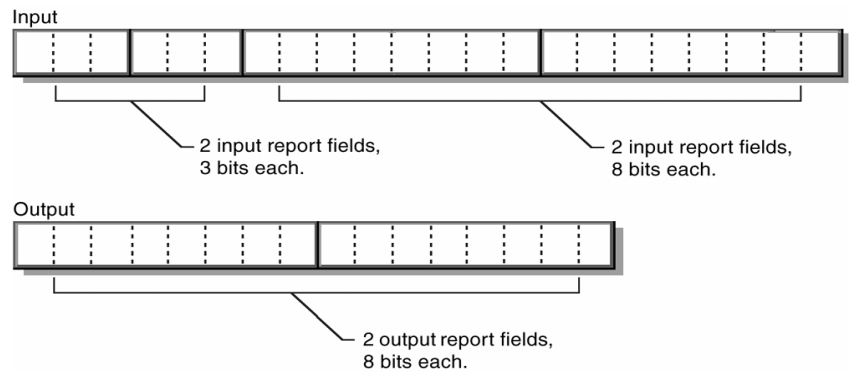 Input
2 input report fields,
3 bits each.
2 input report fields,
8 bits each.
Output
2 output report fields,
8 bits each.